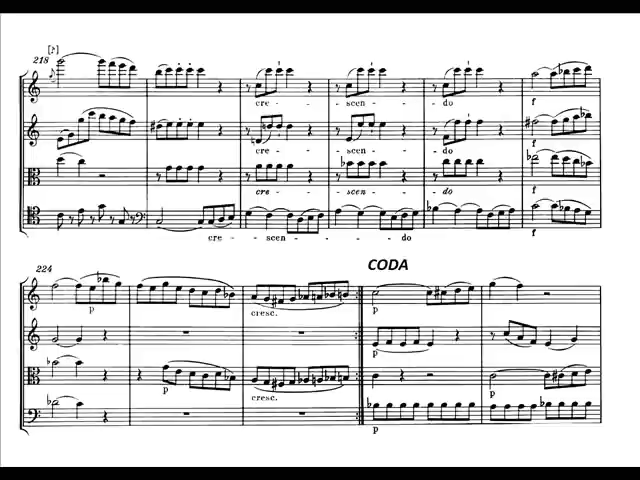 [♪]
218
cre - - scen - - do f
cre - - scen - - do f
cre - - scen - - do f
cre - - scen - - do f
224
CODA
p cresc.
p
p cresc. p
p